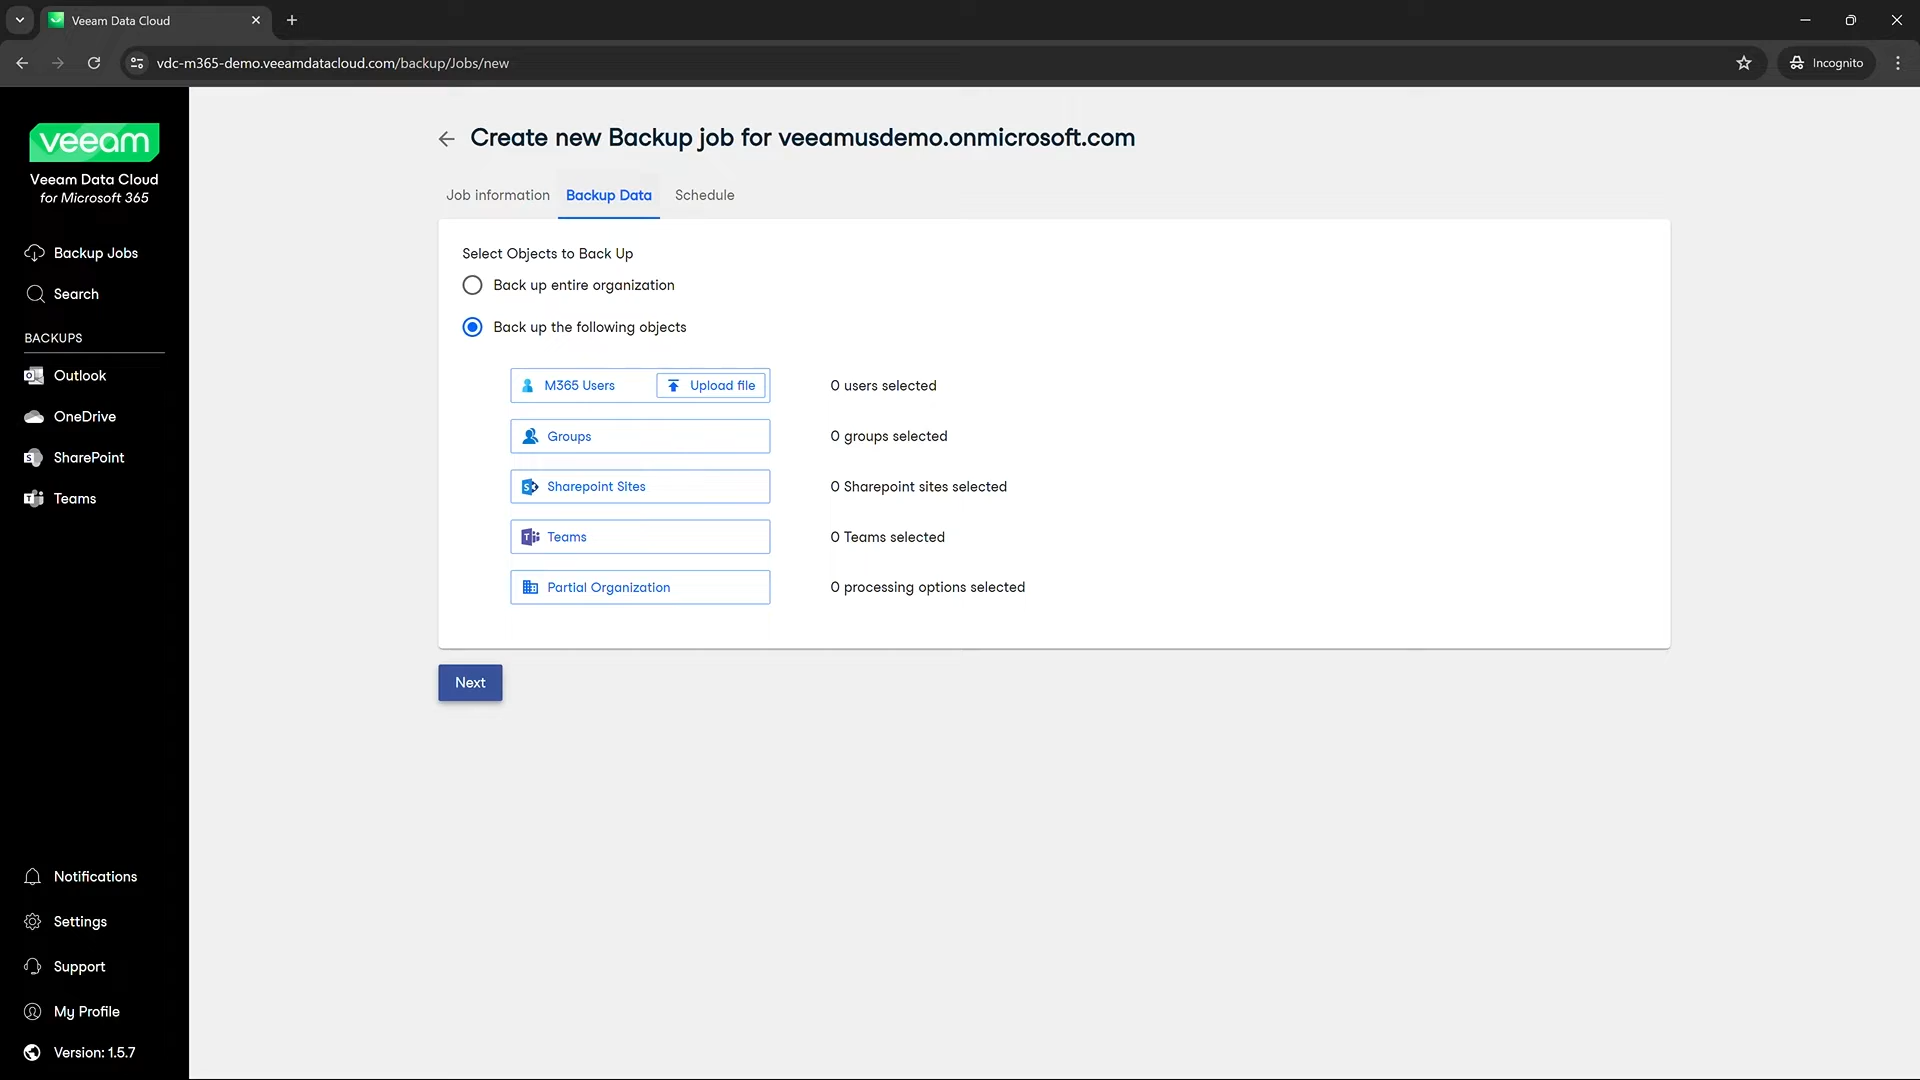 Veeam Data Cloud
vdc-m365-demo.veeamdatacloud.com/backup/Jobs/new
Incognito
veeam
Veeam Data Cloud
for Microsoft 365
Backup Jobs
Search
BACKUPS
Outlook
OneDrive
SharePoint
Teams
Notifications
Settings
Support
My Profile
Version: 1.5.7
Create new Backup job for veeamusdemo.onmicrosoft.com
Job information Backup Data Schedule
Select Objects to Back Up
Back up entire organization
Back up the following objects
M365 Users Upload file 0 users selected
Groups 0 groups selected
Sharepoint Sites 0 Sharepoint sites selected
Teams 0 Teams selected
Partial Organization 0 processing options selected
Next